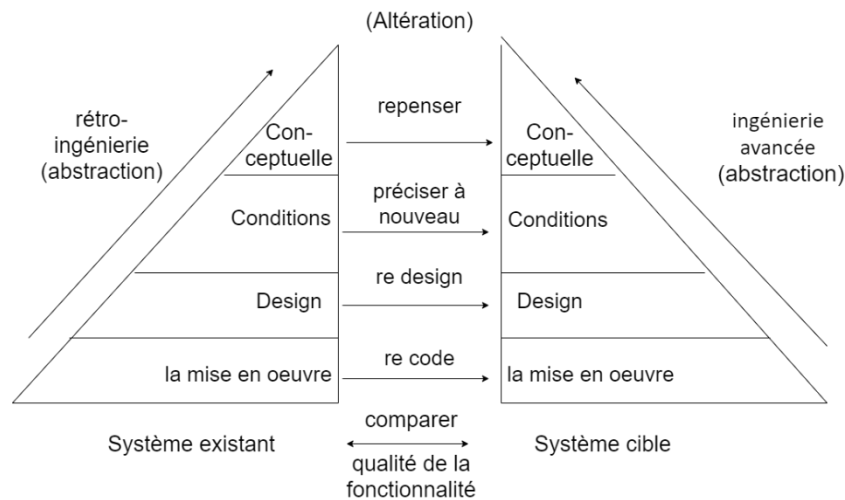 (Altération)
rétro-
ingénierie
(abstraction)
repenser
ingénierie
avancée
(abstraction)
Con-
ceptuelle
Con-
ceptuelle
préciser à
nouveau
Conditions
Conditions
re design
Design
Design
re code
la mise en oeuvre
la mise en oeuvre
comparer
Système existant
Système cible
qualité de la
fonctionnalité